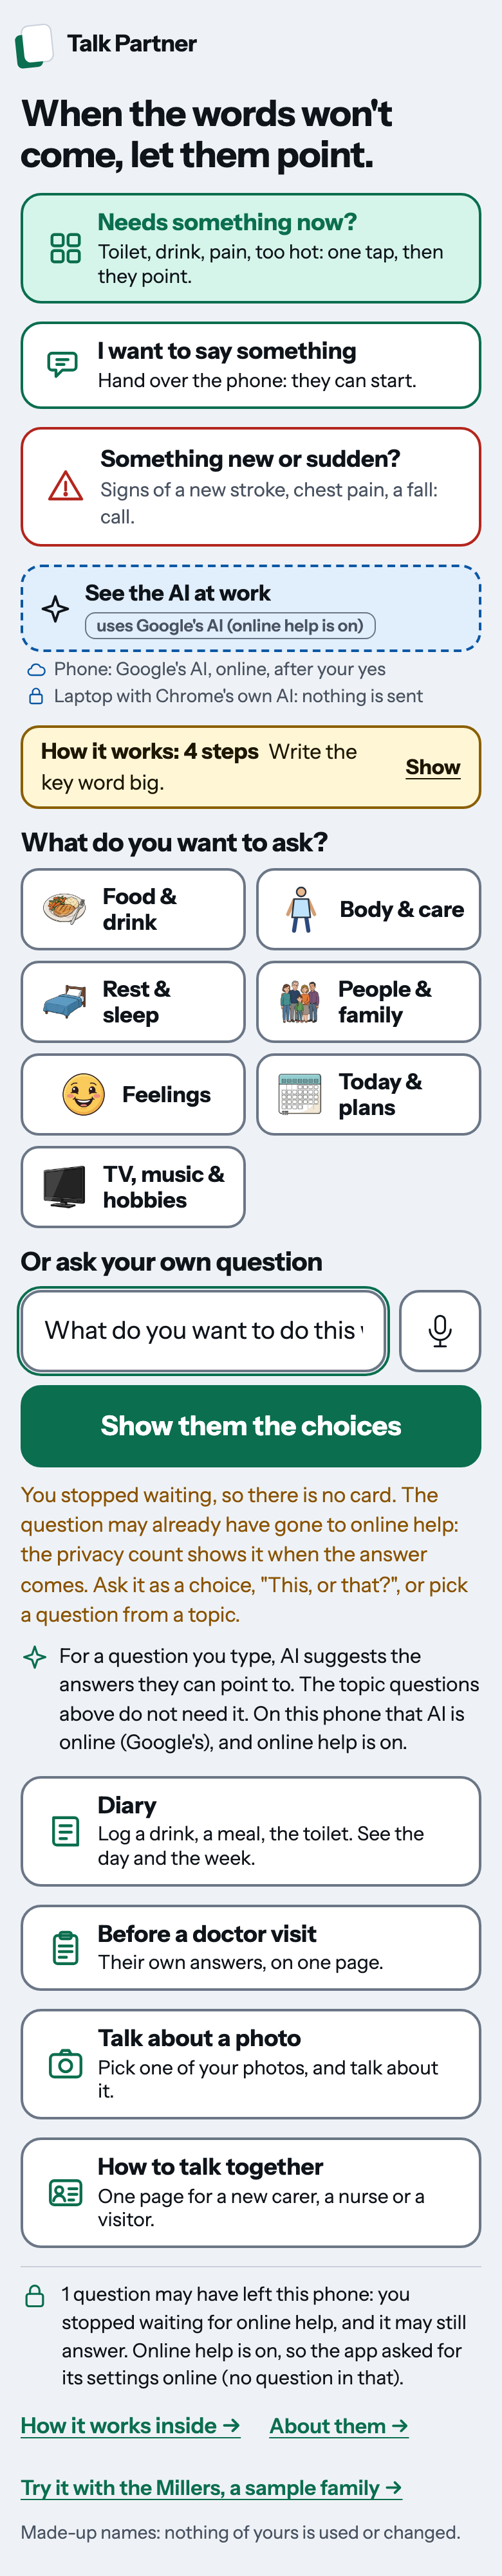 Talk Partner
When the words won't
come, let them point.
Needs something now?
Toilet, drink, pain, too hot: one tap, then
they point.
I want to say something
Hand over the phone: they can start.
Something new or sudden?
Signs of a new stroke, chest pain, a fall:
call.
See the AI at work
uses Google's AI (online help is on)
Phone: Google's AI, online, after your yes
Laptop with Chrome's own AI: nothing is sent
How it works: 4 steps Write the
key word big.
Show
What do you want to ask?
Food &
drink
Body & care
Rest &
sleep
People &
family
Feelings
Today &
plans
TV, music &
hobbies
Or ask your own question
What do you want to do this
Show them the choices
You stopped waiting, so there is no card. The
question may already have gone to online help:
the privacy count shows it when the answer
comes. Ask it as a choice, "This, or that?", or pick
a question from a topic.
For a question you type, AI suggests the
answers they can point to. The topic questions
above do not need it. On this phone that AI is
online (Google's), and online help is on.
Diary
Log a drink, a meal, the toilet. See the
day and the week.
Before a doctor visit
Their own answers, on one page.
Talk about a photo
Pick one of your photos, and talk about
it.
How to talk together
One page for a new carer, a nurse or a
visitor.
1 question may have left this phone: you
stopped waiting for online help, and it may still
answer. Online help is on, so the app asked for
its settings online (no question in that).
How it works inside →
About them →
Try it with the Millers, a sample family →
Made-up names: nothing of yours is used or changed.